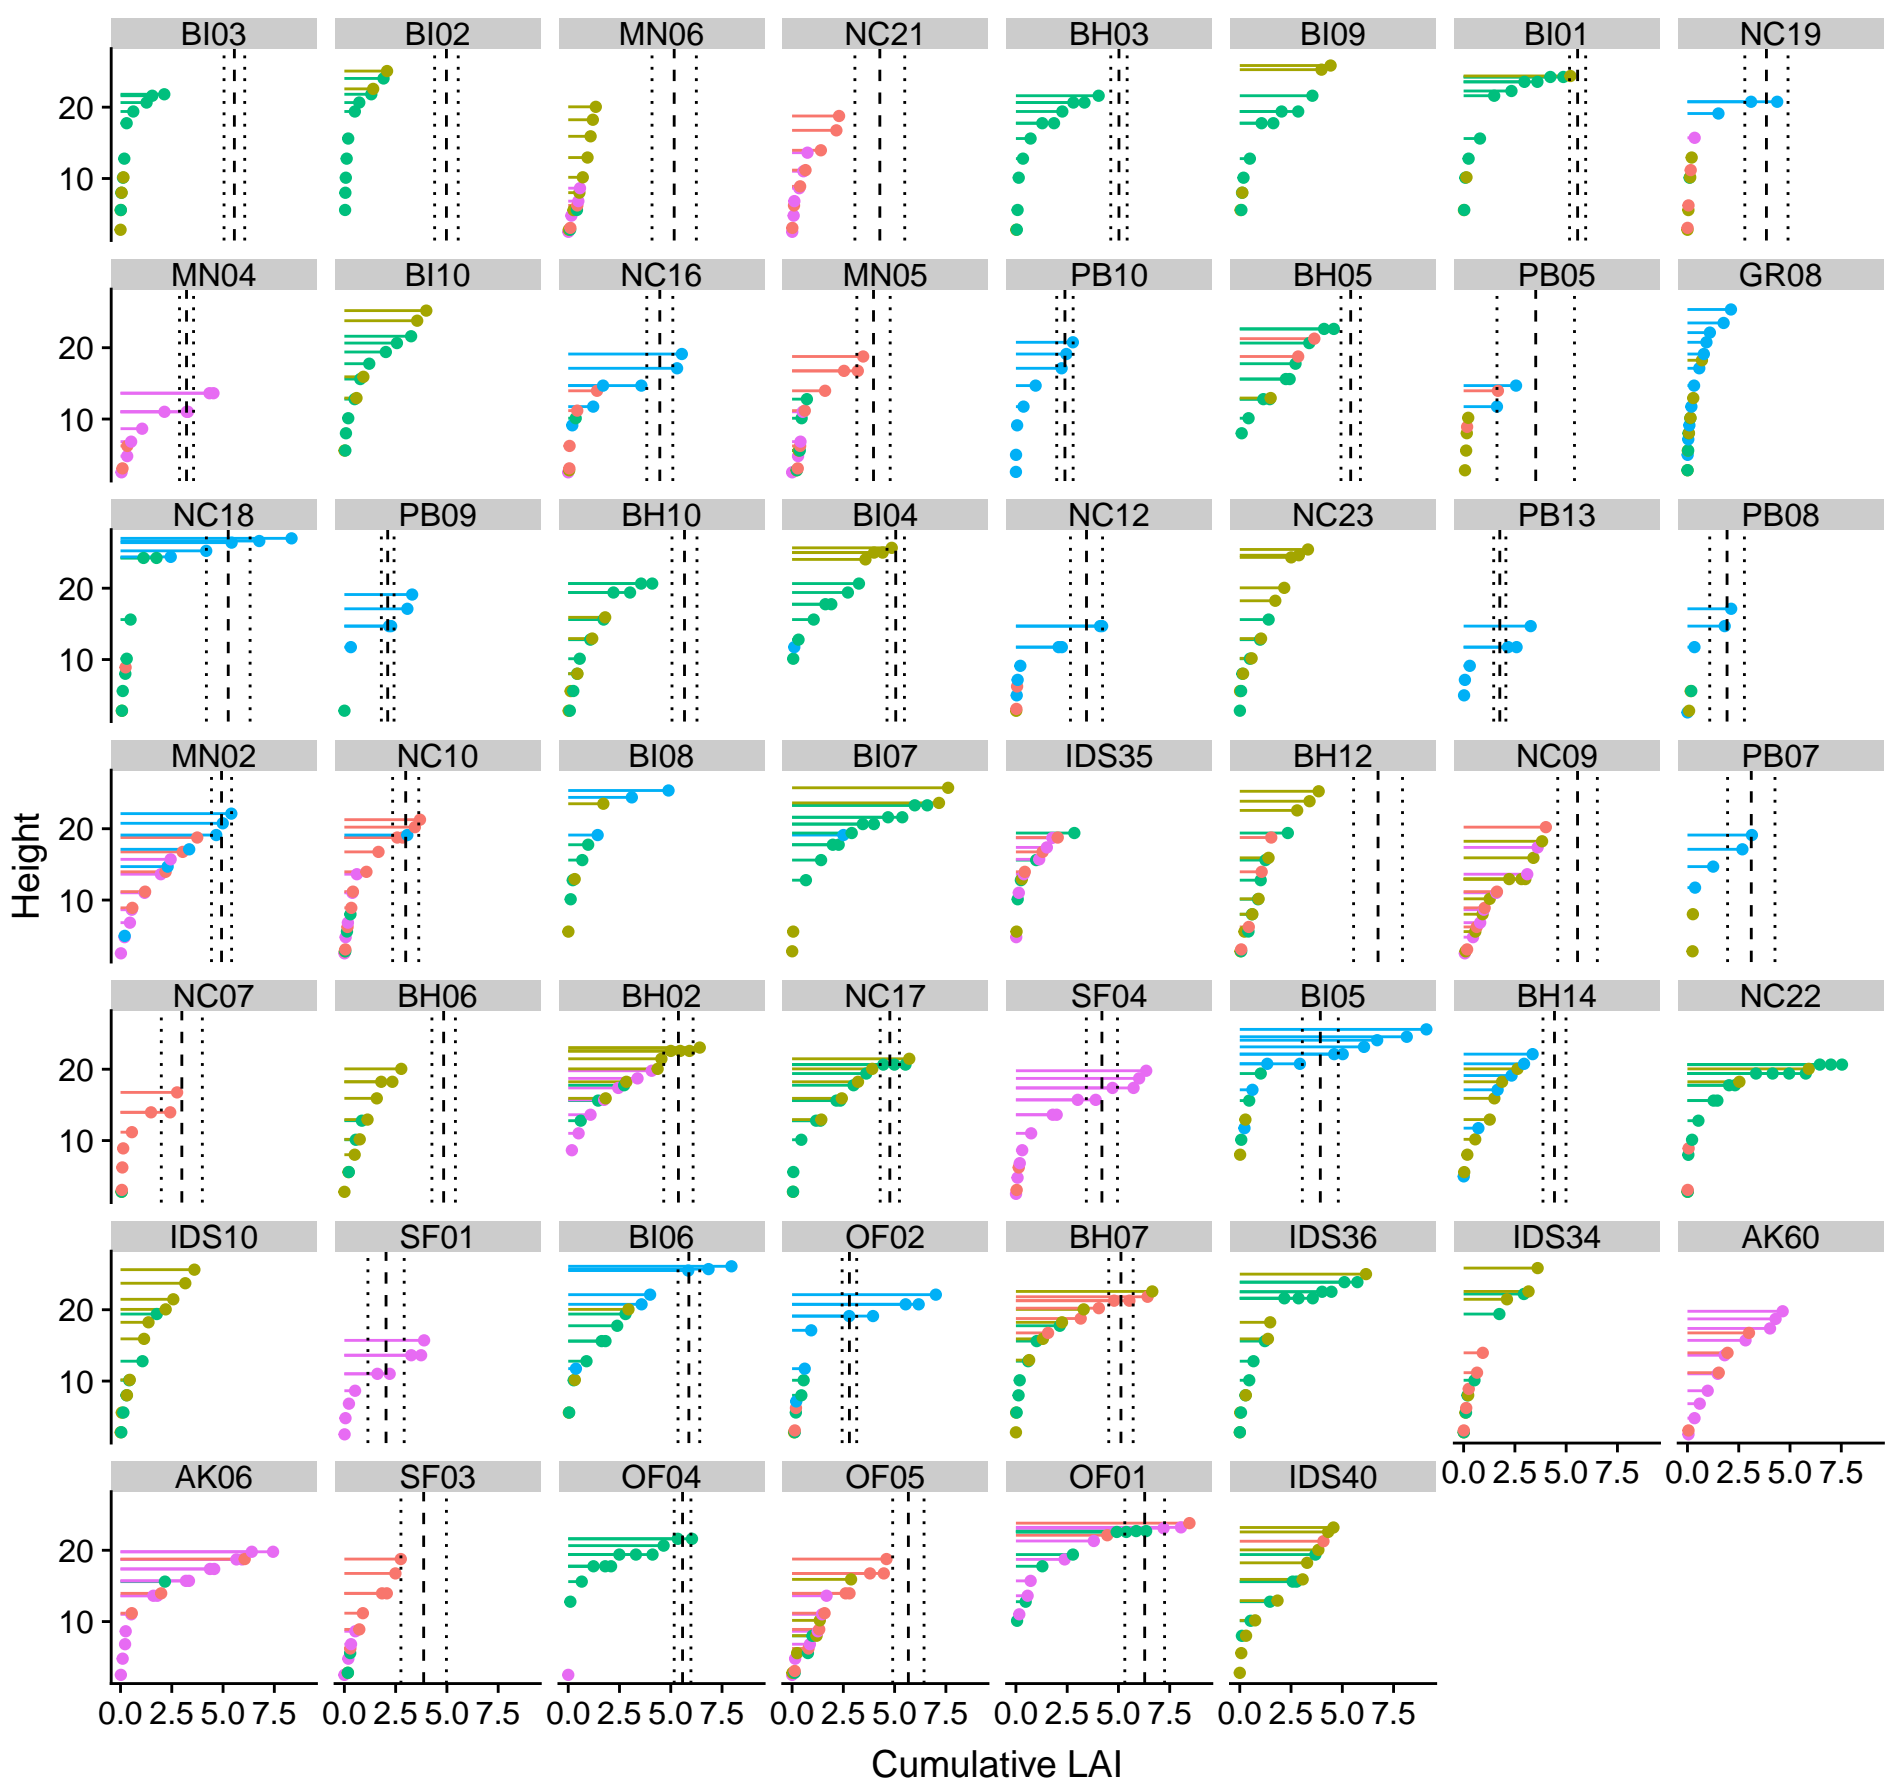 BI03 BI02 MN06 NC21 BH03 BI09 BI01 NC19
20
10
MN04 BI10 NC16 MN05 PB10 BH05 PB05 GR08
20
10
NC18 PB09 BH10 BI04 NC12 NC23 PB13 PB08
20
10
MN02 NC10 BI08 BI07 IDS35 BH12 NC09 PB07
20
10
Height
NC07 BH06 BH02 NC17 SF04 BI05 BH14 NC22
20
10
IDS10 SF01 BI06 OF02 BH07 IDS36 IDS34 AK60
20
10
0.0 2.5 5.0 7.5 0.0 2.5 5.0 7.5
AK06 SF03 OF04 OF05 OF01 IDS40
20
10
0.0 2.5 5.0 7.5 0.0 2.5 5.0 7.5 0.0 2.5 5.0 7.5 0.0 2.5 5.0 7.5 0.0 2.5 5.0 7.5 0.0 2.5 5.0 7.5
Cumulative LAI